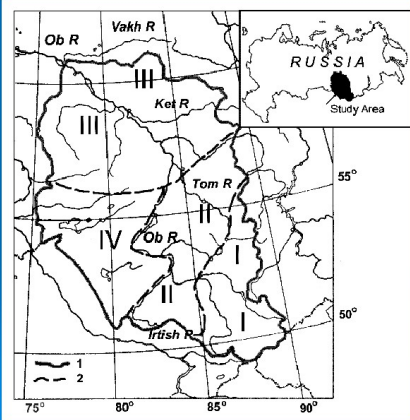 Vakh R
Ob R
III
Ket R
III
RUSSIA
Study Area
55°
Tom R
II
IV
Ob R
I
II
I
50°
Irtish R
1
2
75°
80°
85°
90°